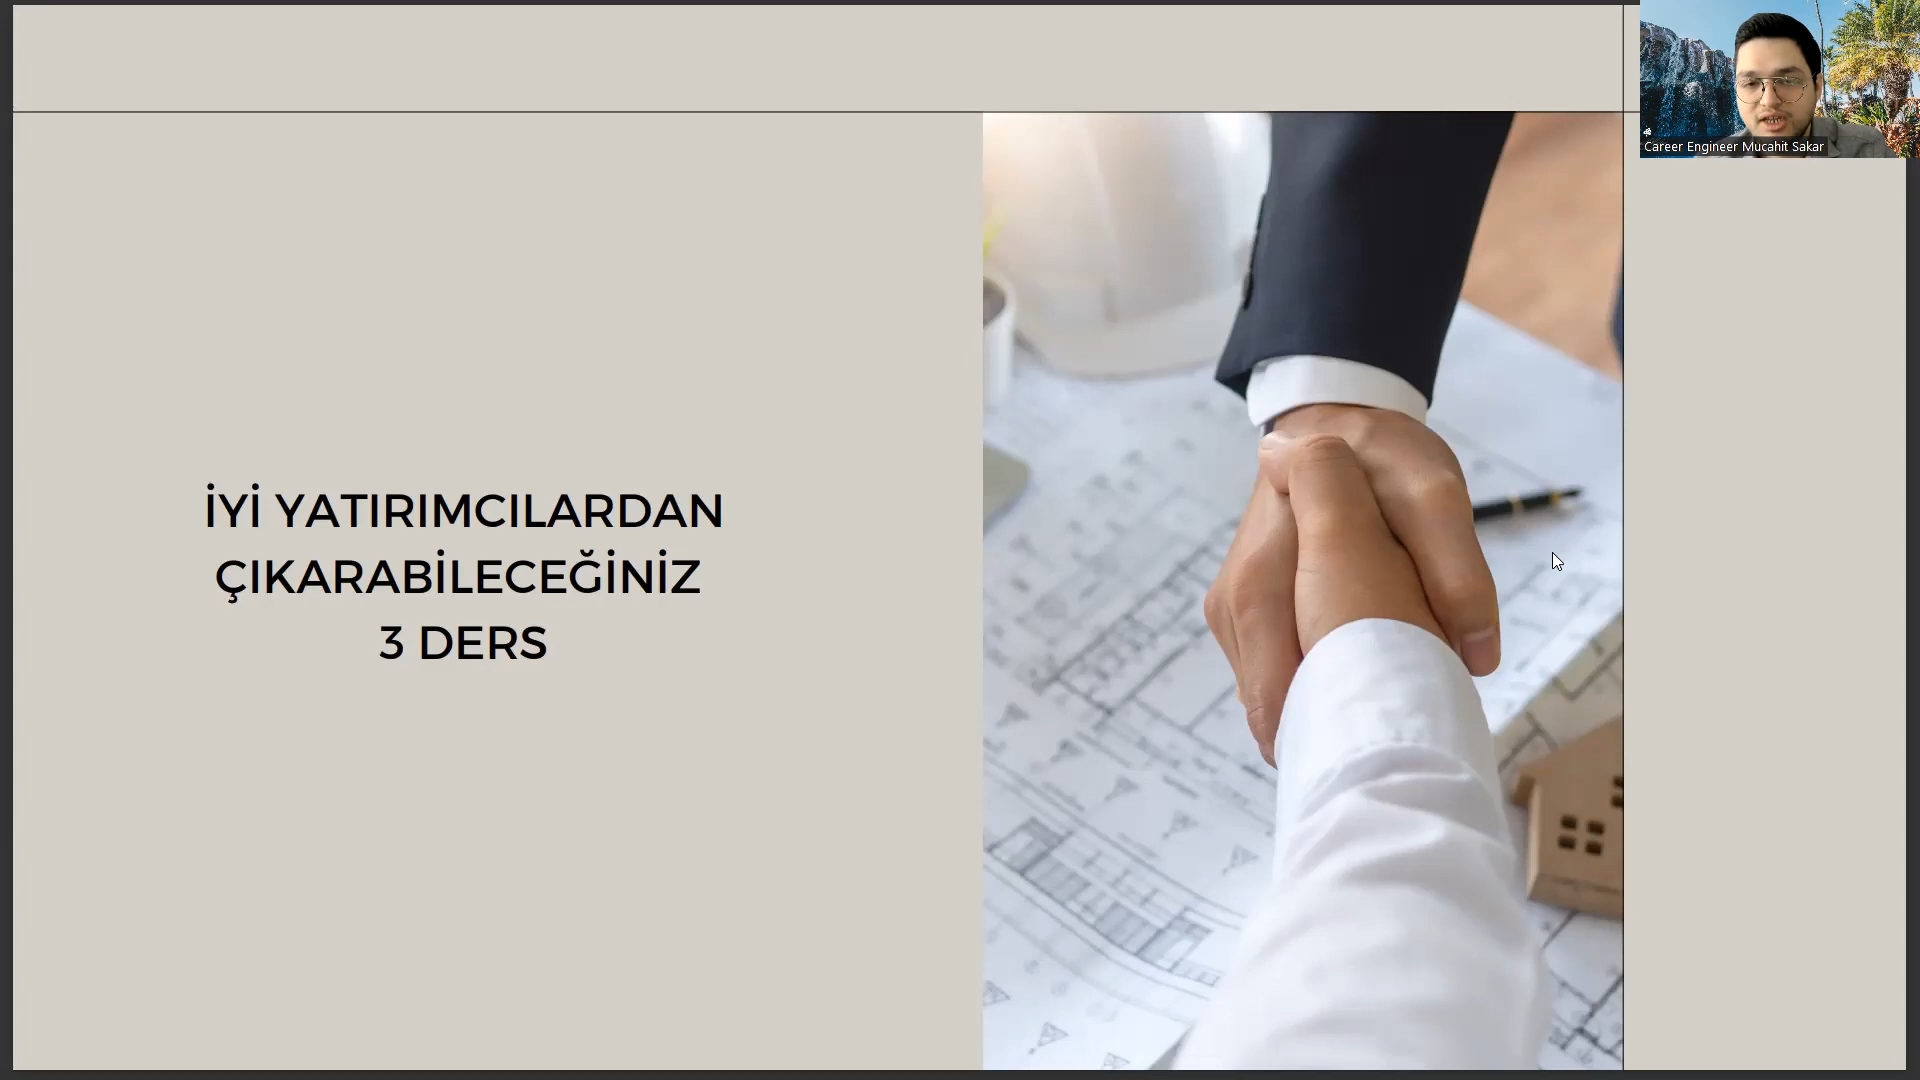 İYİ YATIRIMCILARDAN
ÇIKARABİLECEĞİNİZ
3 DERS
Career Engineer Mucahit Sakar